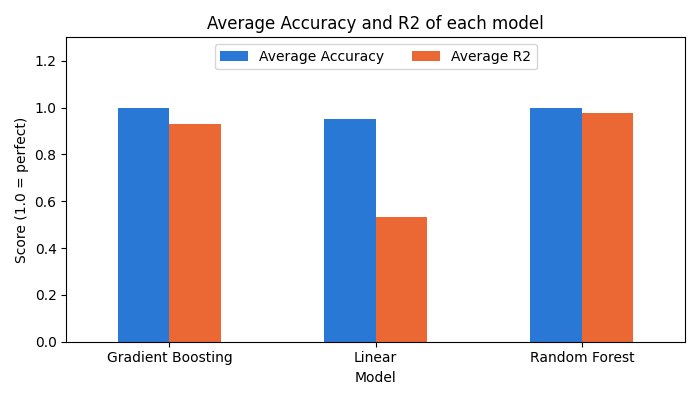 Average Accuracy and R2 of each model
Average Accuracy
Average R2
Score (1.0 = perfect)
1.2
1.0
0.8
0.6
0.4
0.2
0.0
Gradient Boosting
Linear
Random Forest
Model